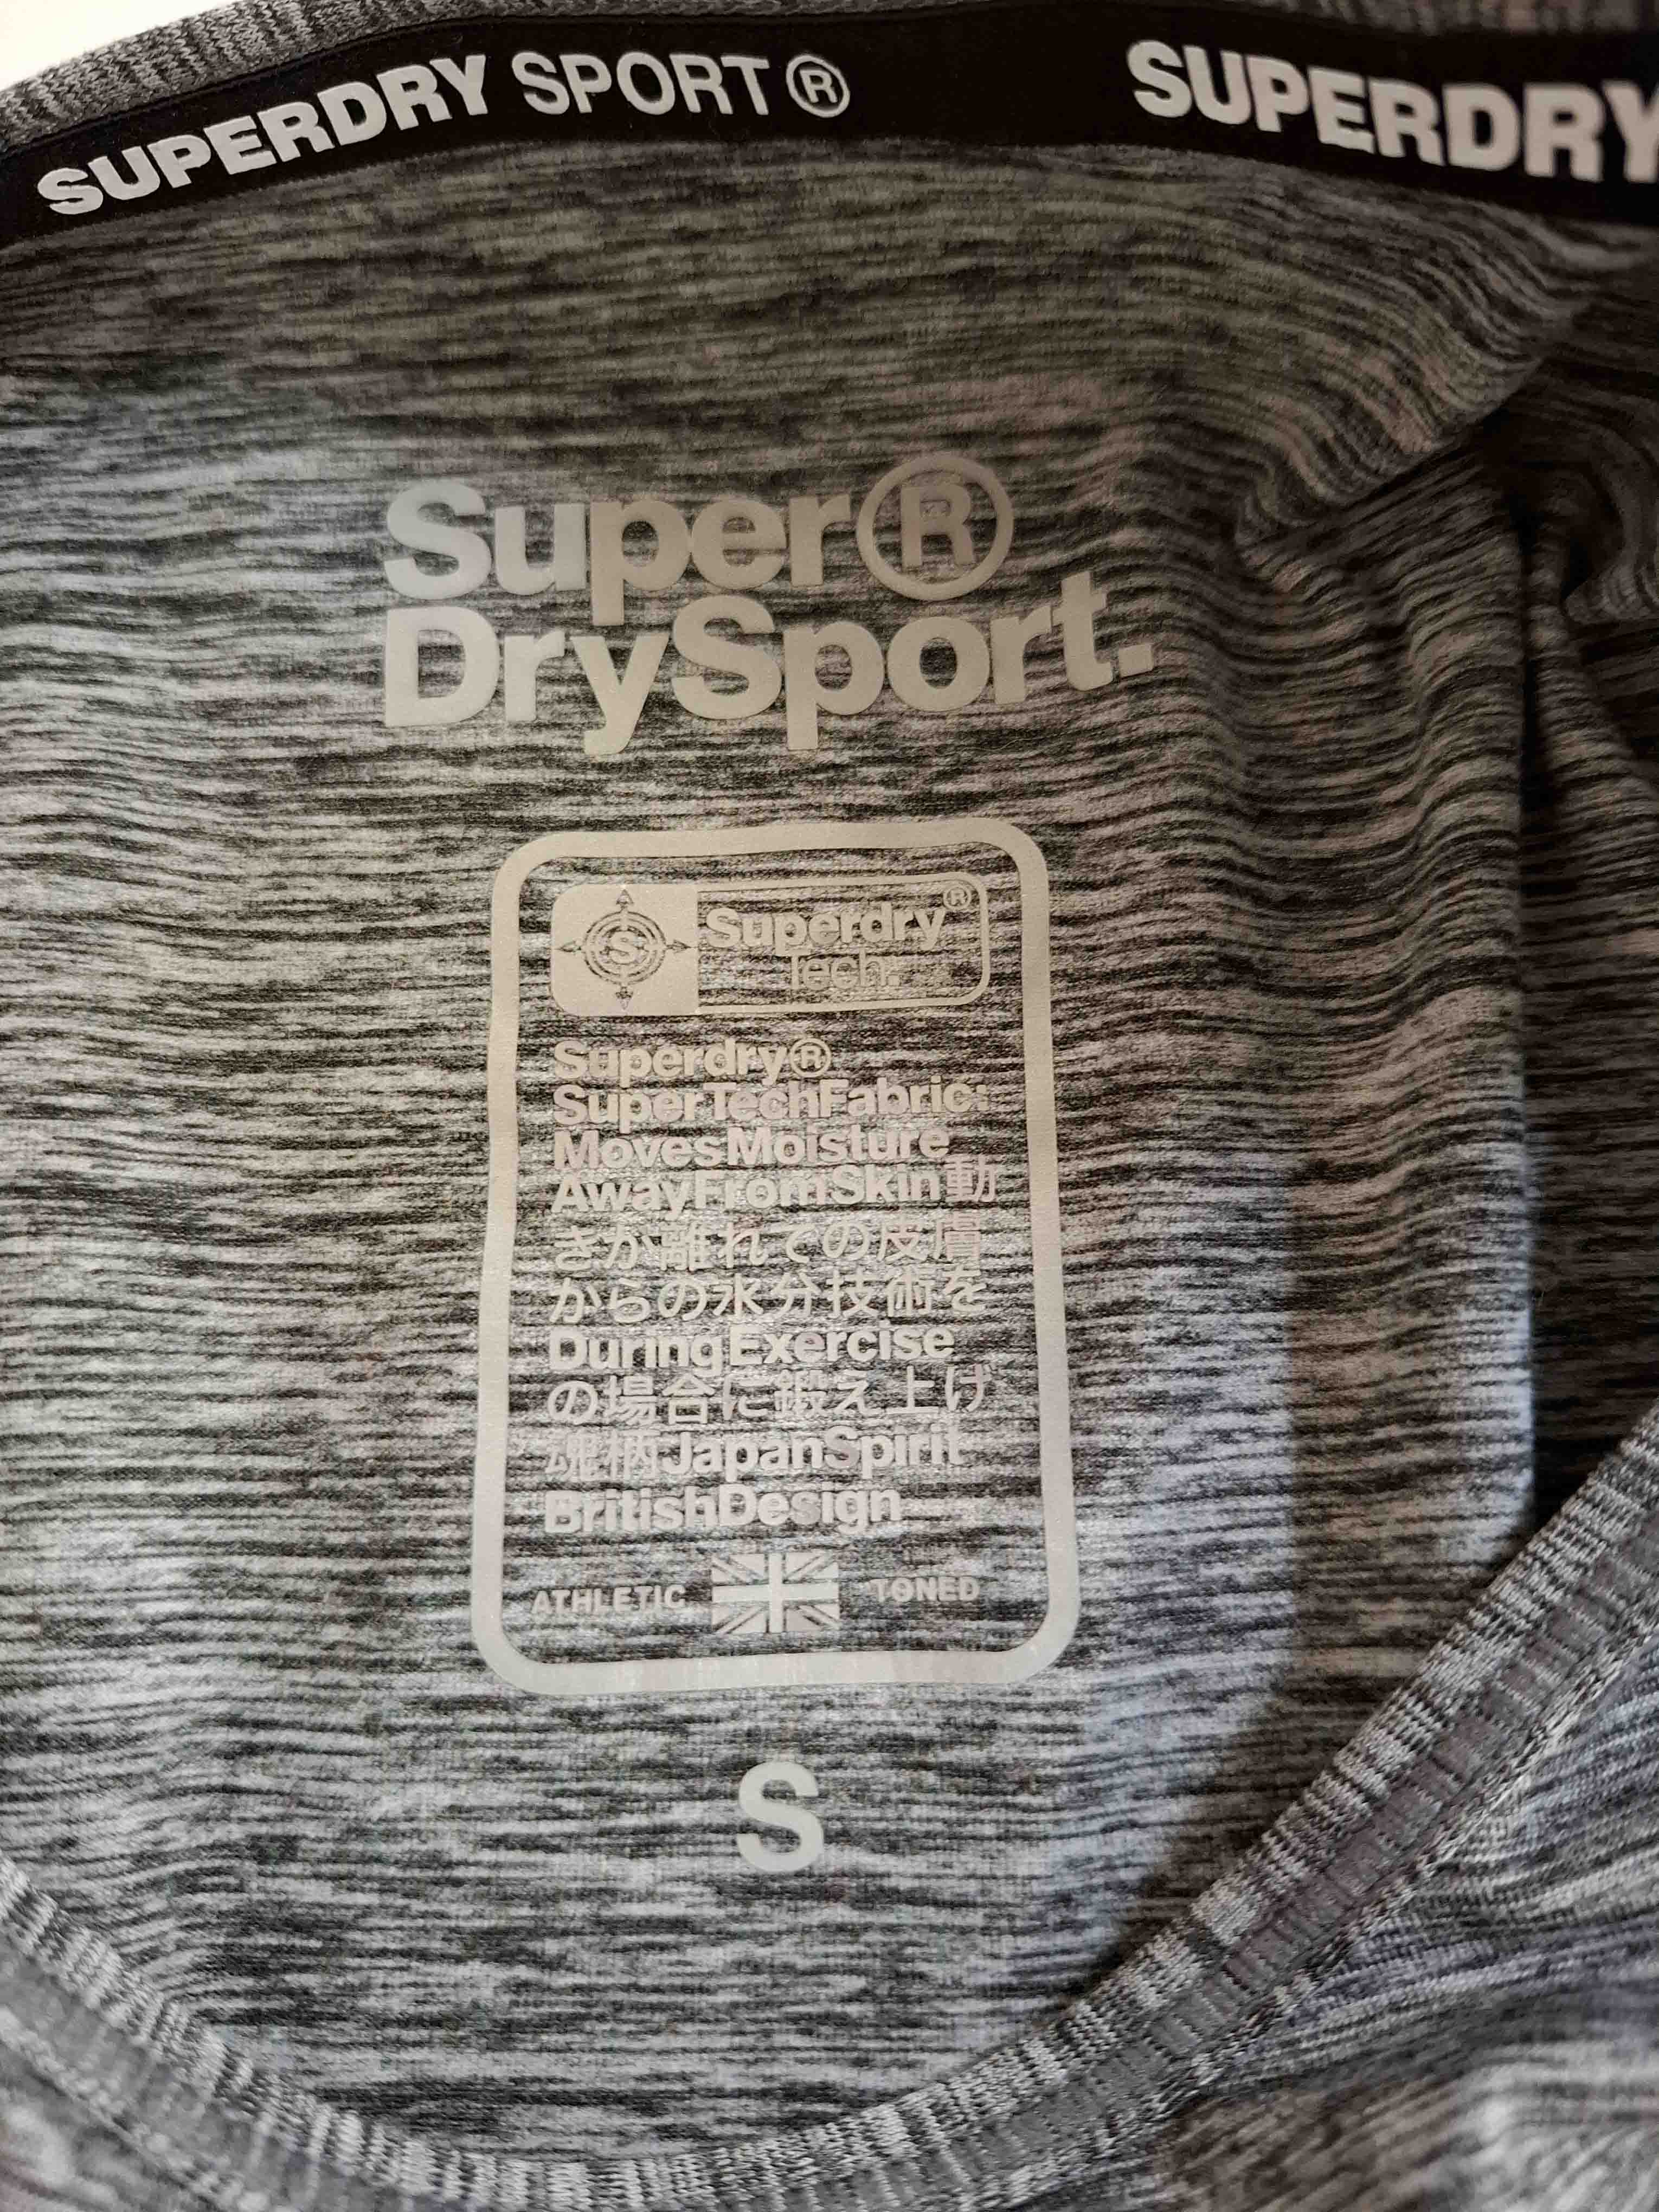 SUPERDRY SPORT® SUPERDRY
Super®
DrySport.
Superdry®
Tech.
S
Superdry®
SuperTechFabric:
MovesMoisture
AwayFromSkin動
きが離れての皮膚
からの水分技術を
DuringExercise
の場合に鍛え上げ
魂柄JapanSpirit
BritishDesign
ATHLETIC TONED
S